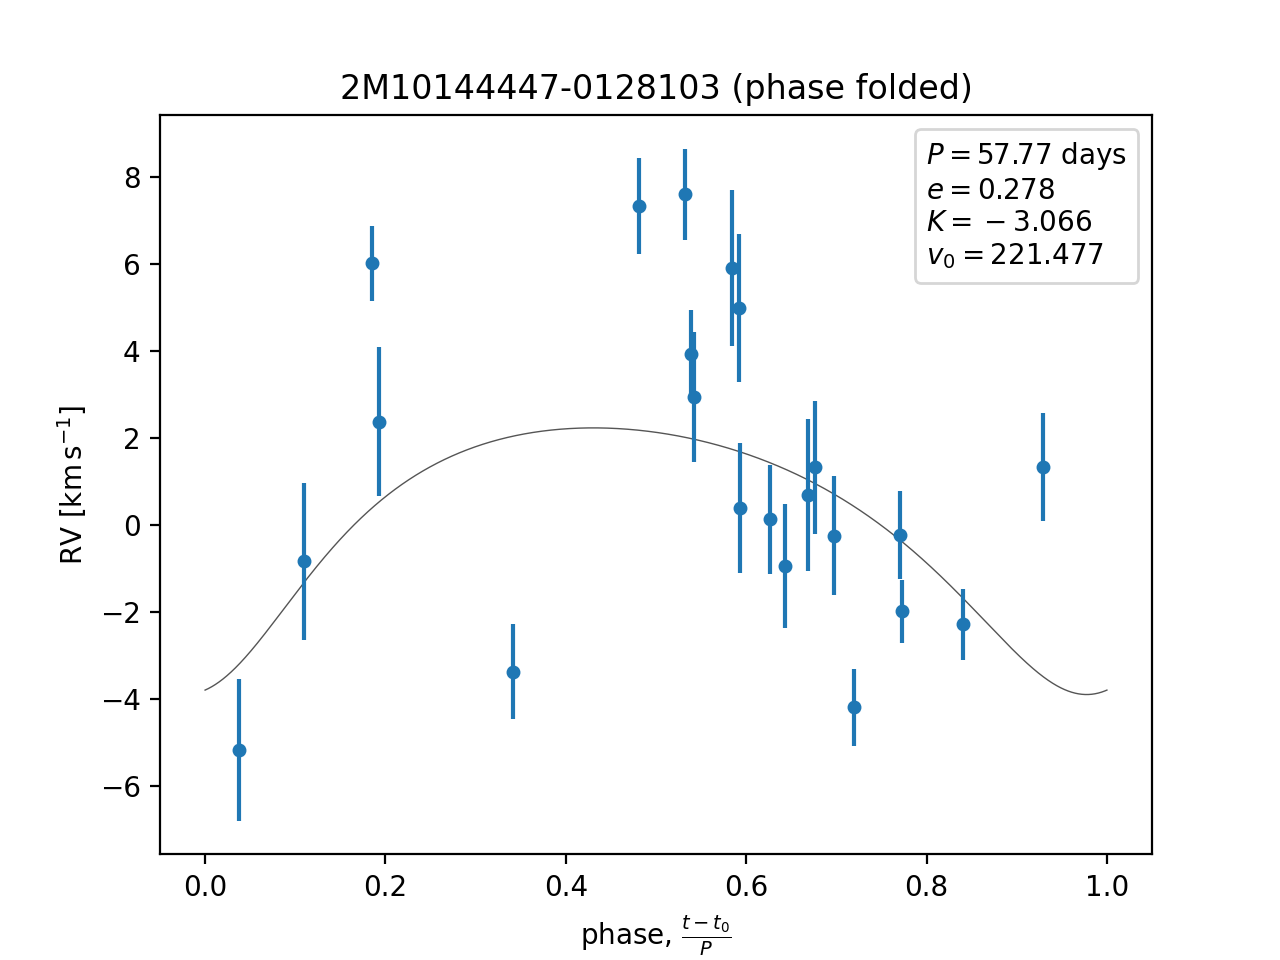 2M10144447-0128103 (phase folded)
P = 57.77 days
e = 0.278
K = −3.066
v₀ = 221.477
RV [km s⁻¹]
8
6
4
2
0
−2
−4
−6
0.0 0.2 0.4 0.6 0.8 1.0
phase, (t − t₀)/P